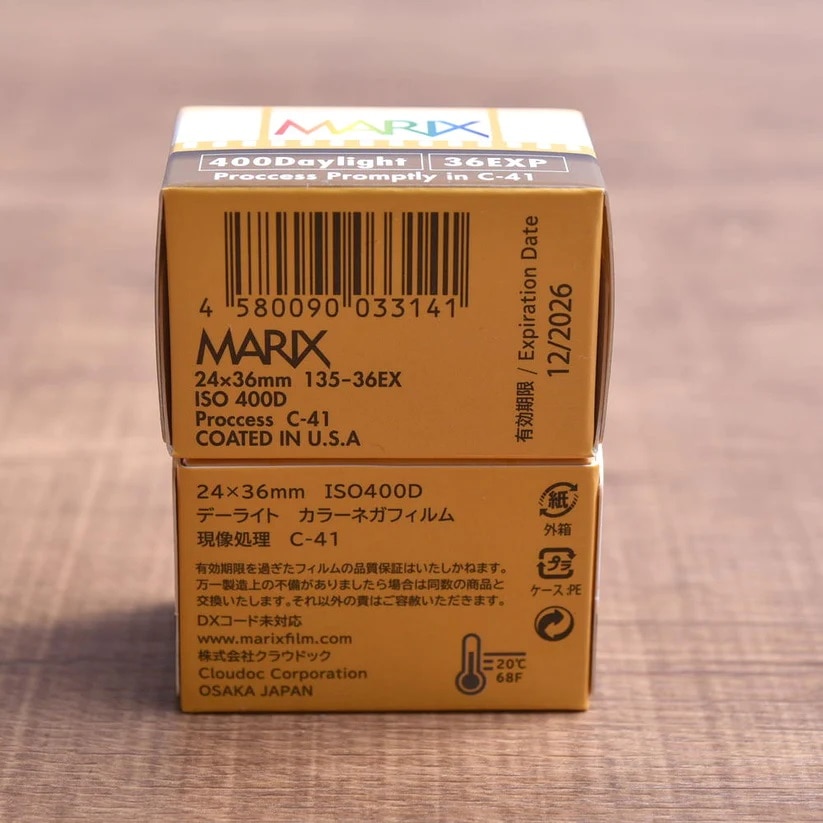 MARIX
400Daylight 36EXP
Proccess Promptly in C-41
4 580090 033141
MARIX
24×36mm 135-36EX
ISO 400D
Proccess C-41
COATED IN U.S.A
有効期限 / Expiration Date
12/2026
24×36mm ISO400D
デーライト カラーネガフィルム
現像処理 C-41
有効期限を過ぎたフィルムの品質保証はいたしかねます。
万一製造上の不備がありましたら場合は同数の商品と
交換いたします。それ以外の責はご容赦いただきます。
DXコード未対応
www.marixfilm.com
株式会社クラウドック
Cloudoc Corporation
OSAKA JAPAN
紙
外箱
プラ
ケース:PE
20℃
68F